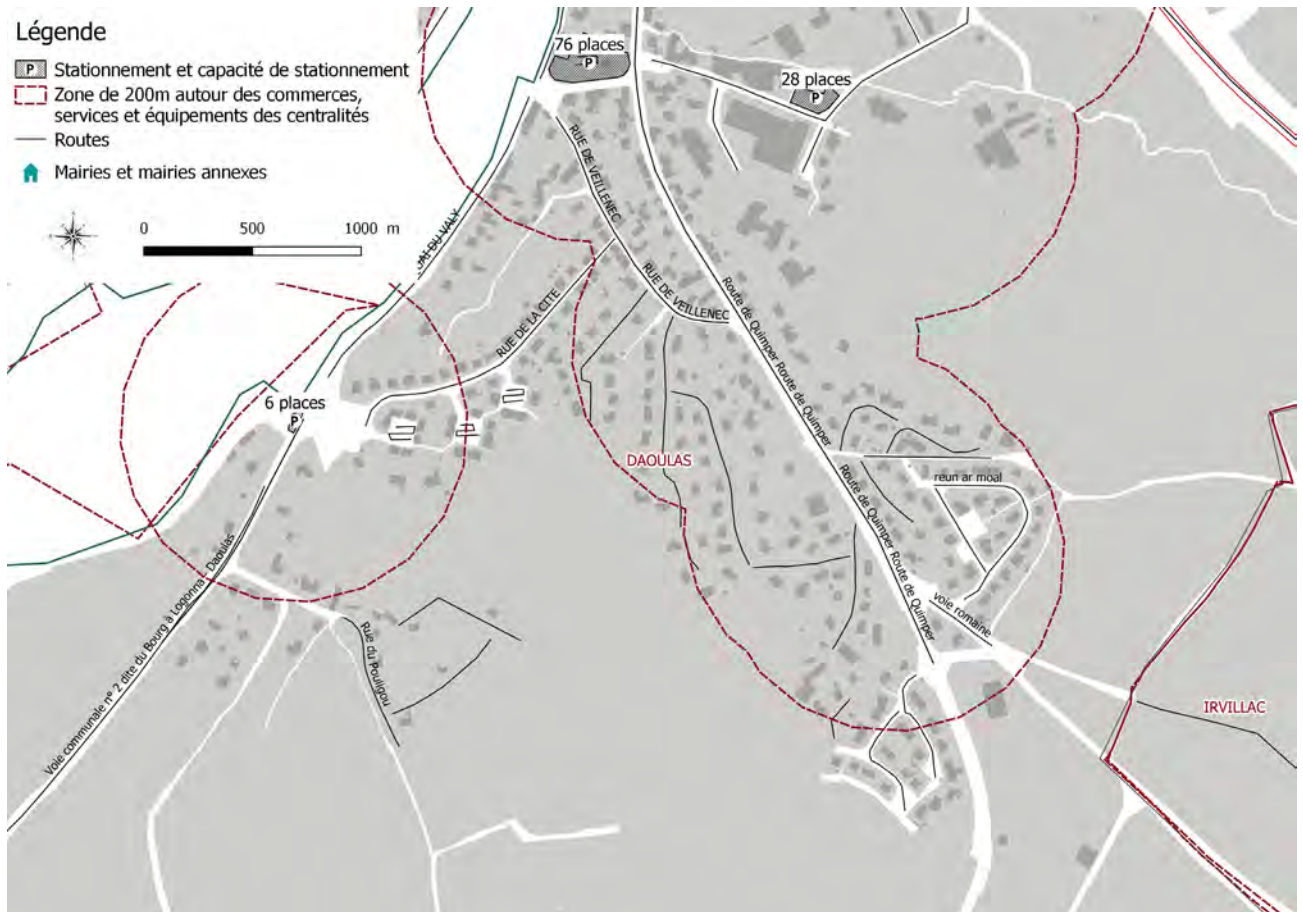 Légende
P Stationnement et capacité de stationnement
Zone de 200m autour des commerces,
services et équipements des centralités
Routes
Mairies et mairies annexes
0 500 1000 m
76 places
P
28 places
P
RUE DE VEILLENEC
AI DU VALY
RUE DE VEILLENEC
RUE DE LA CITE
Route de Quimper Route de Quimper
6 places
P
DAOULAS
Route de Quimper Route de Quimper
reun ar moal
voie romaine
Voie communale n° 2 dite du Bourg à Logonna - Daoulas
Rue du Pouligou
IRVILLAC